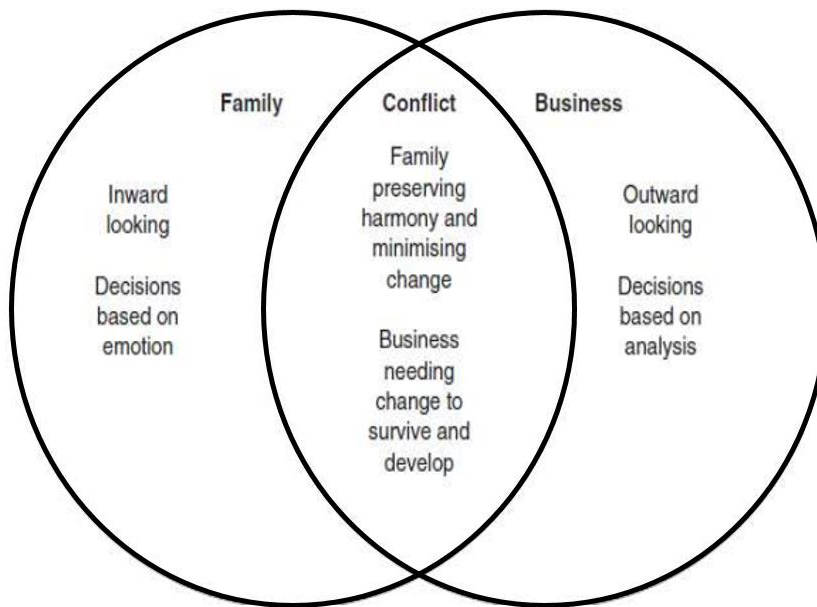 Family
Inward
looking
Decisions
based on
emotion
Conflict
Family
preserving
harmony and
minimising
change
Business
needing
change to
survive and
develop
Business
Outward
looking
Decisions
based on
analysis